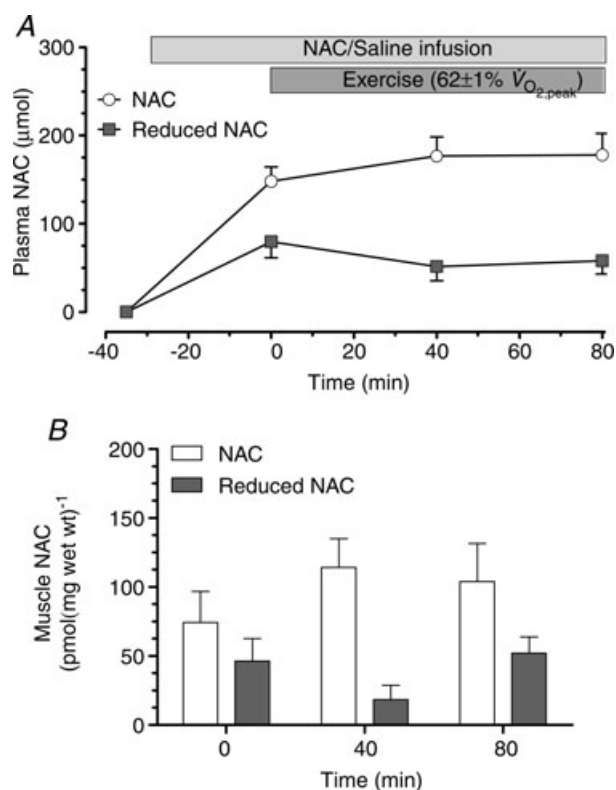 A
NAC/Saline infusion
Exercise (62±1% V̇O2,peak)
NAC
Reduced NAC
Plasma NAC (μmol)
300
200
100
0
-40 -20 0 20 40 60 80
Time (min)
B
NAC
Reduced NAC
Muscle NAC
(pmol(mg wet wt)-1
200
150
100
50
0
0 40 80
Time (min)